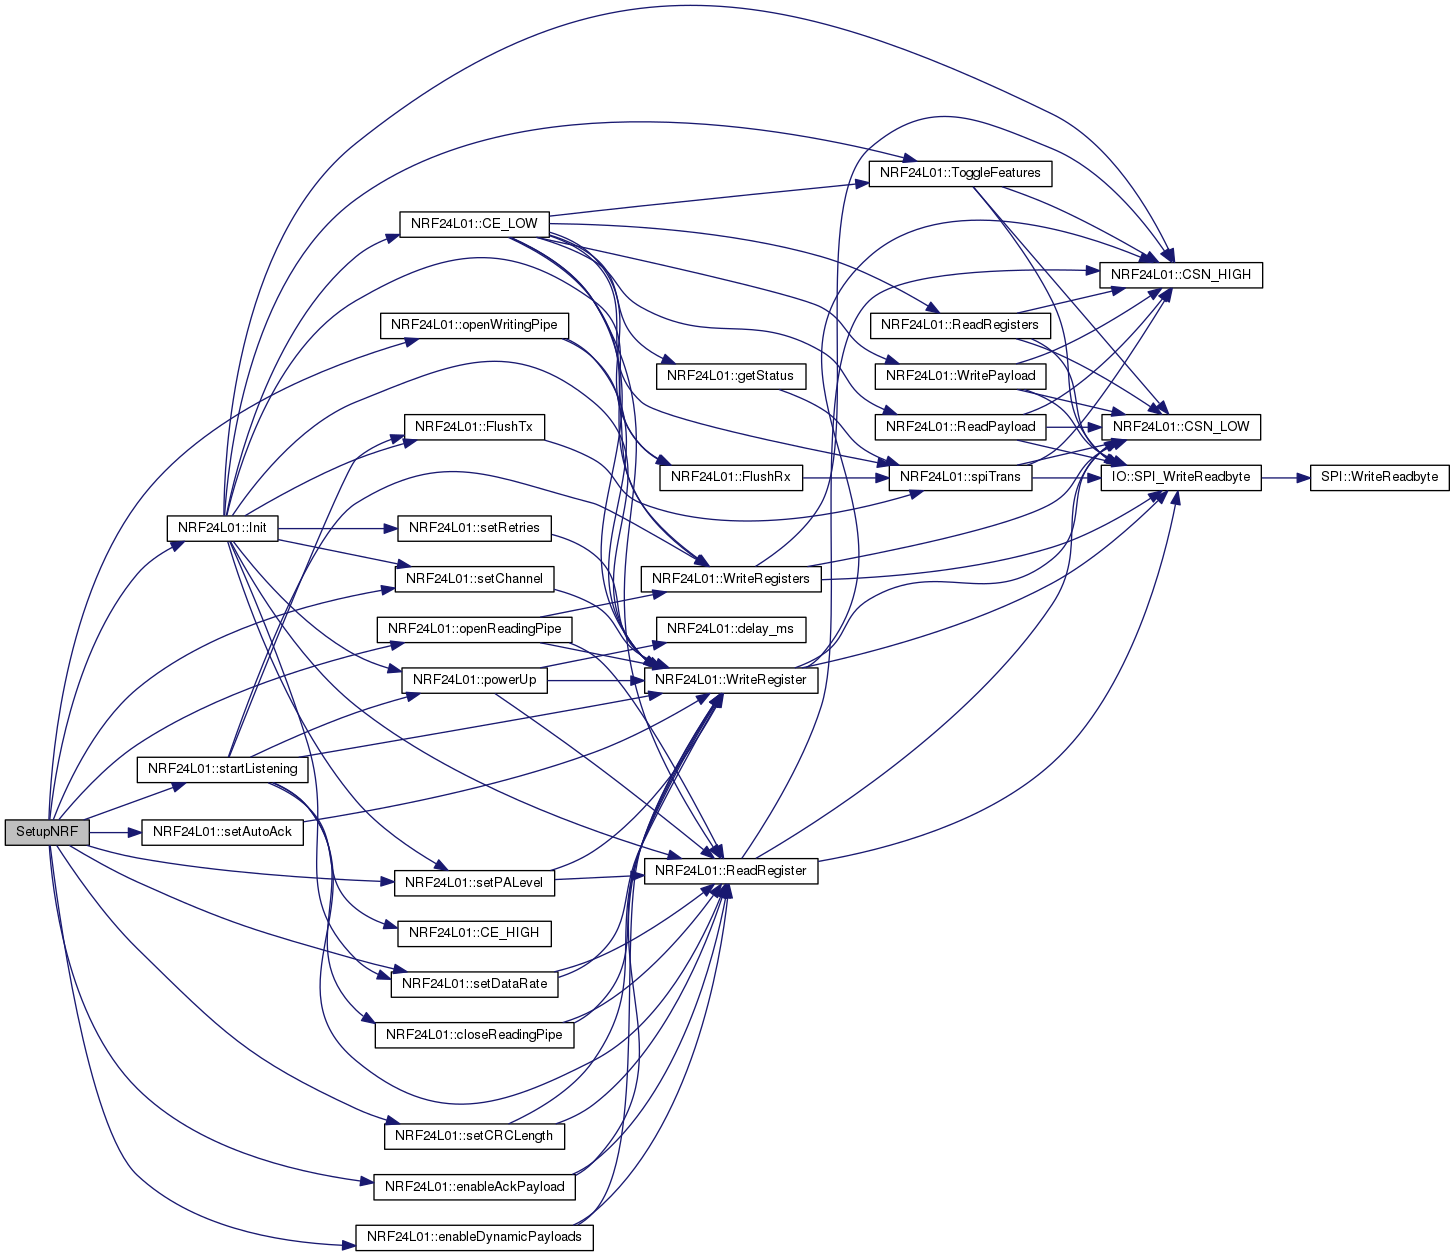 NRF24L01::ToggleFeatures
NRF24L01::CE_LOW
NRF24L01::CSN_HIGH
NRF24L01::openWritingPipe
NRF24L01::ReadRegisters
NRF24L01::getStatus
NRF24L01::WritePayload
NRF24L01::FlushTx
NRF24L01::ReadPayload
NRF24L01::CSN_LOW
NRF24L01::FlushRx
NRF24L01::spiTrans
IO::SPI_WriteReadbyte
SPI::WriteReadbyte
NRF24L01::Init
NRF24L01::setRetries
NRF24L01::setChannel
NRF24L01::WriteRegisters
NRF24L01::openReadingPipe
NRF24L01::delay_ms
NRF24L01::powerUp
NRF24L01::WriteRegister
NRF24L01::startListening
SetupNRF
NRF24L01::setAutoAck
NRF24L01::setPALevel
NRF24L01::ReadRegister
NRF24L01::CE_HIGH
NRF24L01::setDataRate
NRF24L01::closeReadingPipe
NRF24L01::setCRCLength
NRF24L01::enableAckPayload
NRF24L01::enableDynamicPayloads